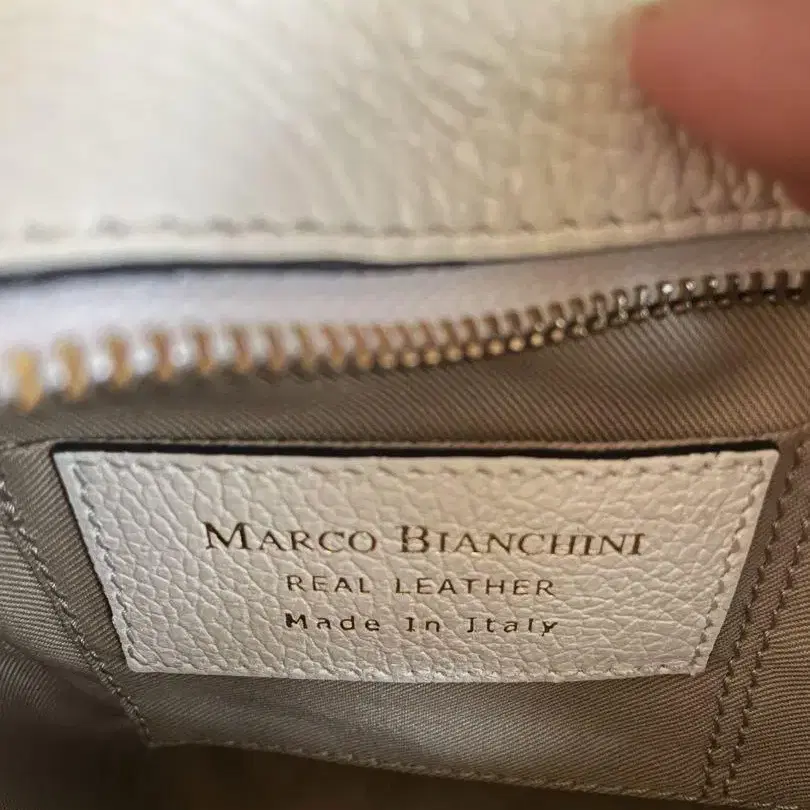 MARCO BIANCHINI
REAL LEATHER
Made In Italy